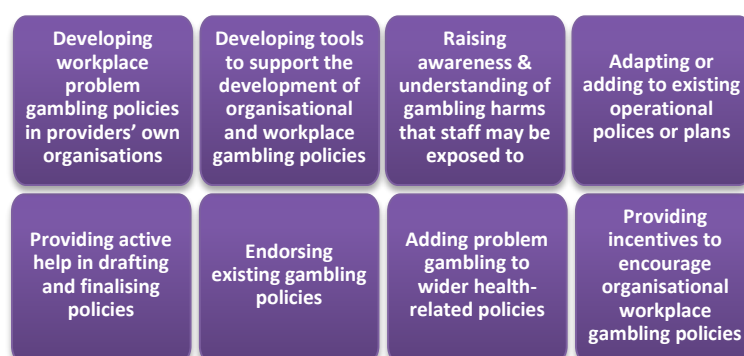 Developing
workplace
problem
gambling policies
in providers' own
organisations
Developing tools
to support the
development of
organisational
and workplace
gambling policies
Raising
awareness &
understanding of
gambling harms
that staff may be
exposed to
Adapting or
adding to existing
operational
polices or plans
Providing active
help in drafting
and finalising
policies
Endorsing
existing gambling
policies
Adding problem
gambling to
wider health-
related policies
Providing
incentives to
encourage
organisational
workplace
gambling policies